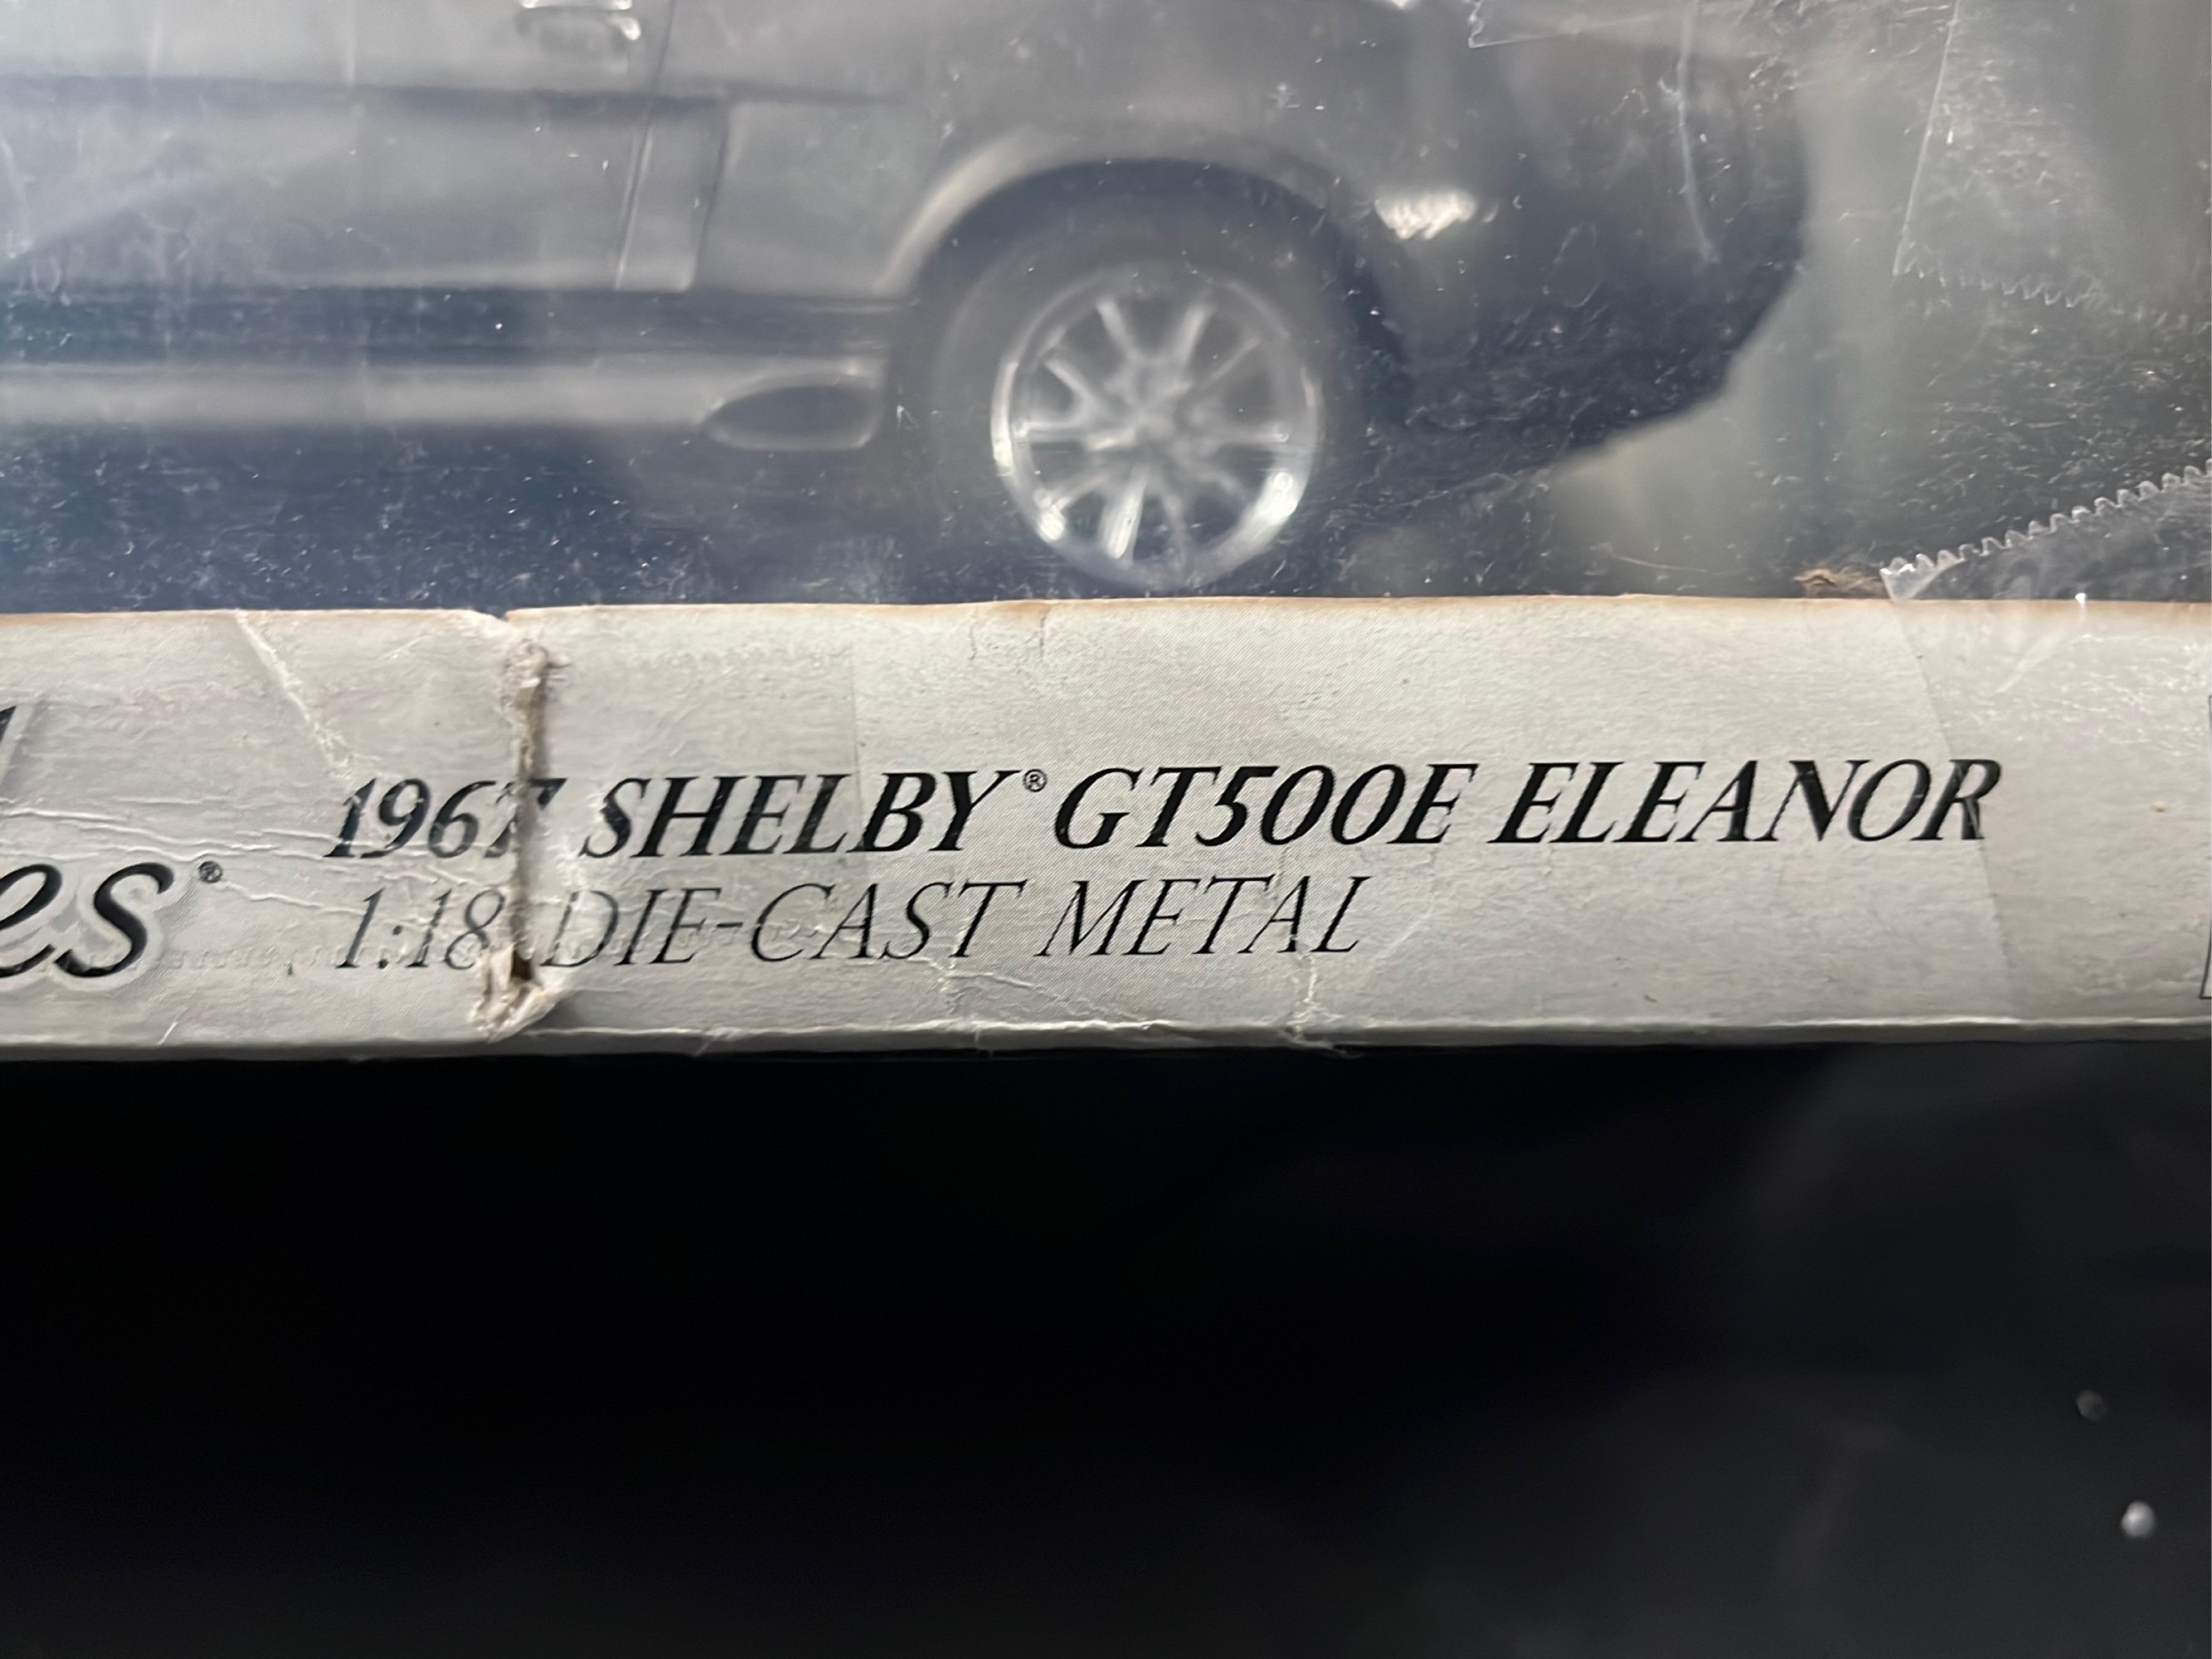 1967 SHELBY® GT500E ELEANOR
es®
1:18 DIE-CAST METAL